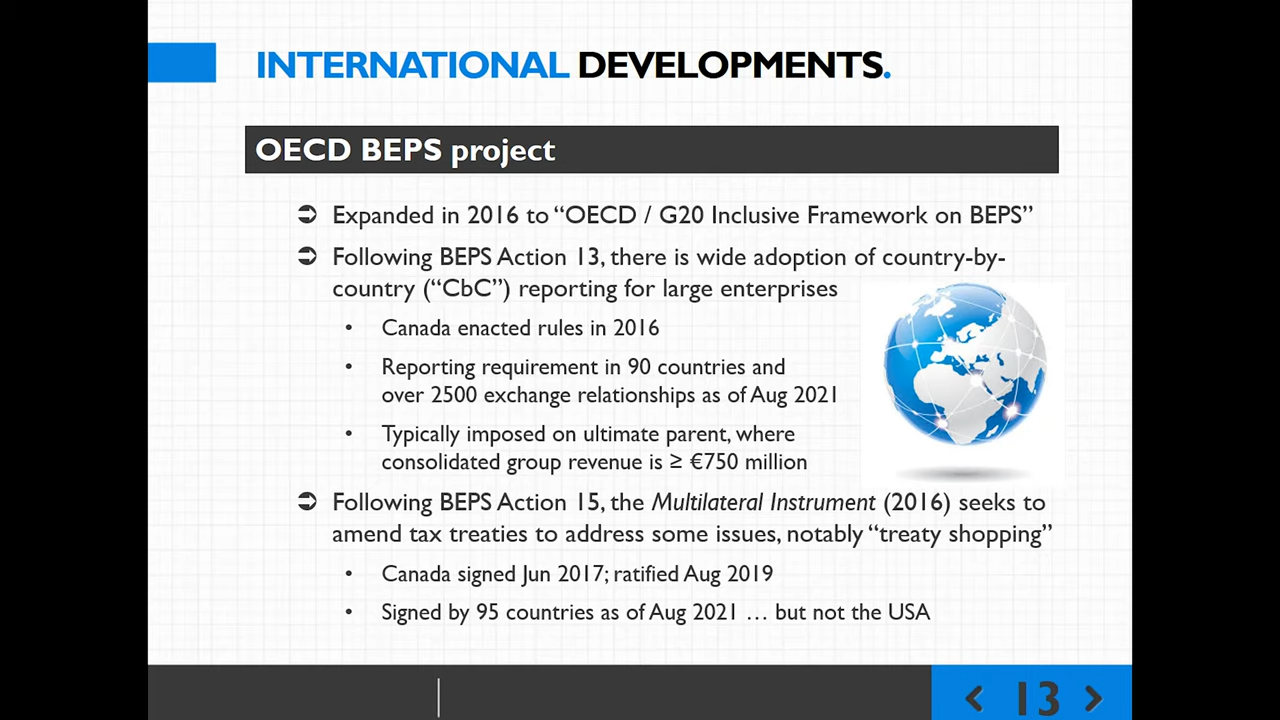 INTERNATIONAL DEVELOPMENTS.
OECD BEPS project
➲ Expanded in 2016 to “OECD / G20 Inclusive Framework on BEPS”
➲ Following BEPS Action 13, there is wide adoption of country-by-
country (“CbC”) reporting for large enterprises
• Canada enacted rules in 2016
• Reporting requirement in 90 countries and
over 2500 exchange relationships as of Aug 2021
• Typically imposed on ultimate parent, where
consolidated group revenue is ≥ €750 million
➲ Following BEPS Action 15, the Multilateral Instrument (2016) seeks to
amend tax treaties to address some issues, notably “treaty shopping”
• Canada signed Jun 2017; ratified Aug 2019
• Signed by 95 countries as of Aug 2021 … but not the USA
< 13 >